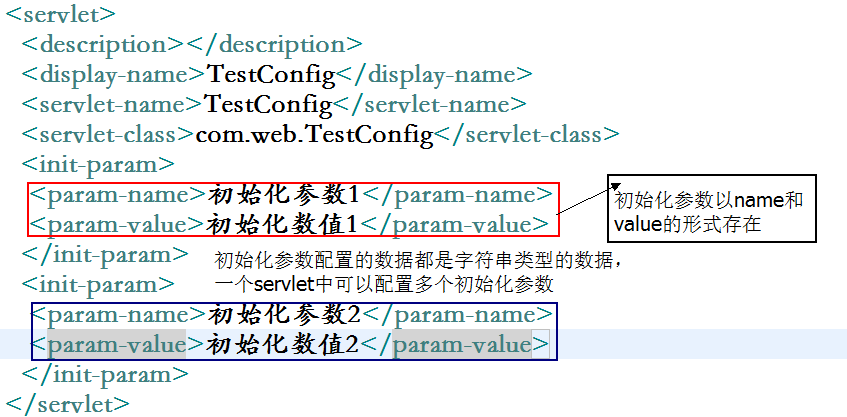 <servlet>
<description></description>
<display-name>TestConfig</display-name>
<servlet-name>TestConfig</servlet-name>
<servlet-class>com.web.TestConfig</servlet-class>
<init-param>
<param-name>初始化参数1</param-name>
<param-value>初始化数值1</param-value>
初始化参数以name和
value的形式存在
</init-param>
初始化参数配置的数据都是字符串类型的数据，
<init-param>
一个servlet中可以配置多个初始化参数
<param-name>初始化参数2</param-name>
<param-value>初始化数值2</param-value>
</init-param>
</servlet>